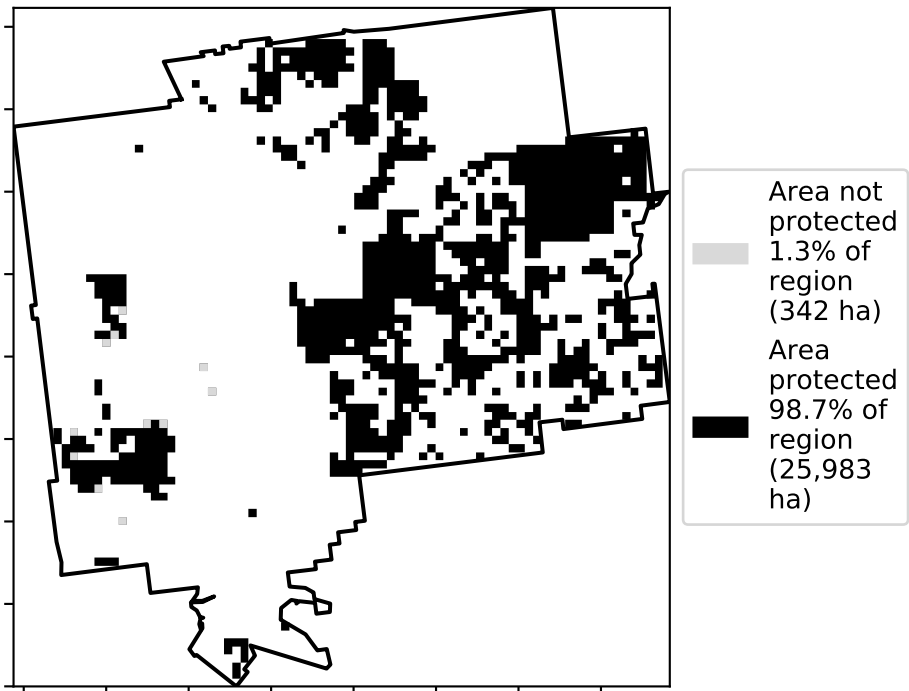 Area not
protected
1.3% of
region
(342 ha)
Area
protected
98.7% of
region
(25,983
ha)